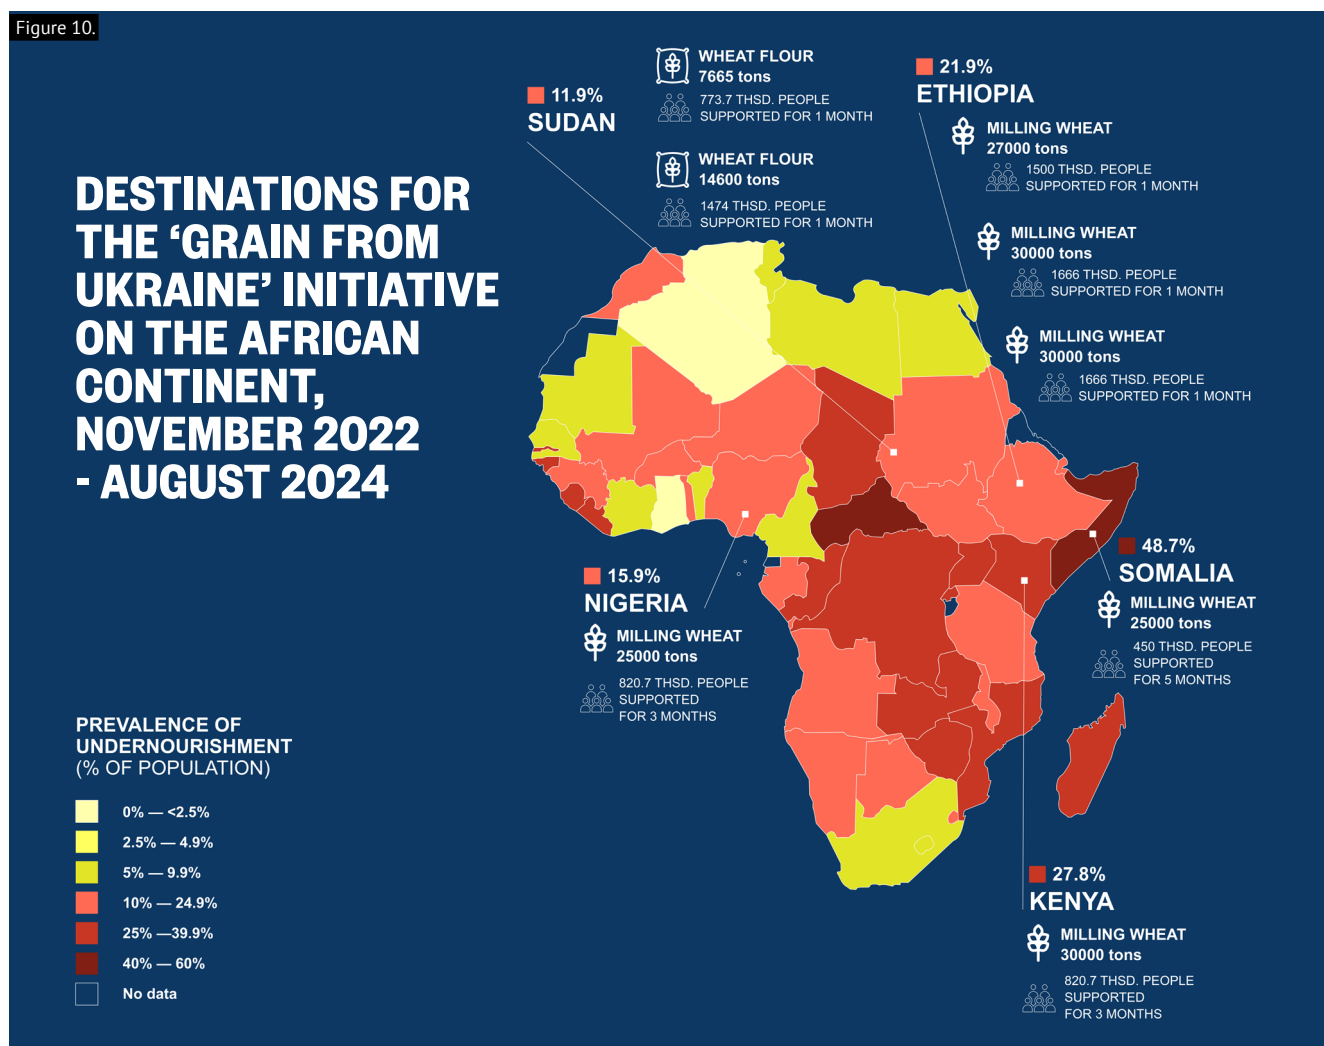 Figure 10.
DESTINATIONS FOR
THE ‘GRAIN FROM
UKRAINE’ INITIATIVE
ON THE AFRICAN
CONTINENT,
NOVEMBER 2022
- AUGUST 2024
11.9%
SUDAN
WHEAT FLOUR
7665 tons
773.7 THSD. PEOPLE
SUPPORTED FOR 1 MONTH
WHEAT FLOUR
14600 tons
1474 THSD. PEOPLE
SUPPORTED FOR 1 MONTH
21.9%
ETHIOPIA
MILLING WHEAT
27000 tons
1500 THSD. PEOPLE
SUPPORTED FOR 1 MONTH
MILLING WHEAT
30000 tons
1666 THSD. PEOPLE
SUPPORTED FOR 1 MONTH
MILLING WHEAT
30000 tons
1666 THSD. PEOPLE
SUPPORTED FOR 1 MONTH
15.9%
NIGERIA
MILLING WHEAT
25000 tons
820.7 THSD. PEOPLE
SUPPORTED
FOR 3 MONTHS
48.7%
SOMALIA
MILLING WHEAT
25000 tons
450 THSD. PEOPLE
SUPPORTED
FOR 5 MONTHS
27.8%
KENYA
MILLING WHEAT
30000 tons
820.7 THSD. PEOPLE
SUPPORTED
FOR 3 MONTHS
PREVALENCE OF
UNDERNOURISHMENT
(% OF POPULATION)
0% — <2.5%
2.5% — 4.9%
5% — 9.9%
10% — 24.9%
25% —39.9%
40% — 60%
No data